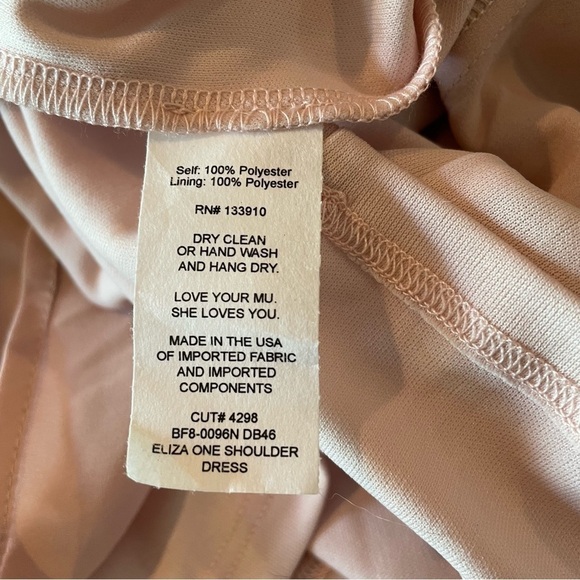 Self: 100% Polyester
Lining: 100% Polyester
RN# 133910
DRY CLEAN
OR HAND WASH
AND HANG DRY.
LOVE YOUR MU.
SHE LOVES YOU.
MADE IN THE USA
OF IMPORTED FABRIC
AND IMPORTED
COMPONENTS
CUT# 4298
BF8-0096N DB46
ELIZA ONE SHOULDER
DRESS